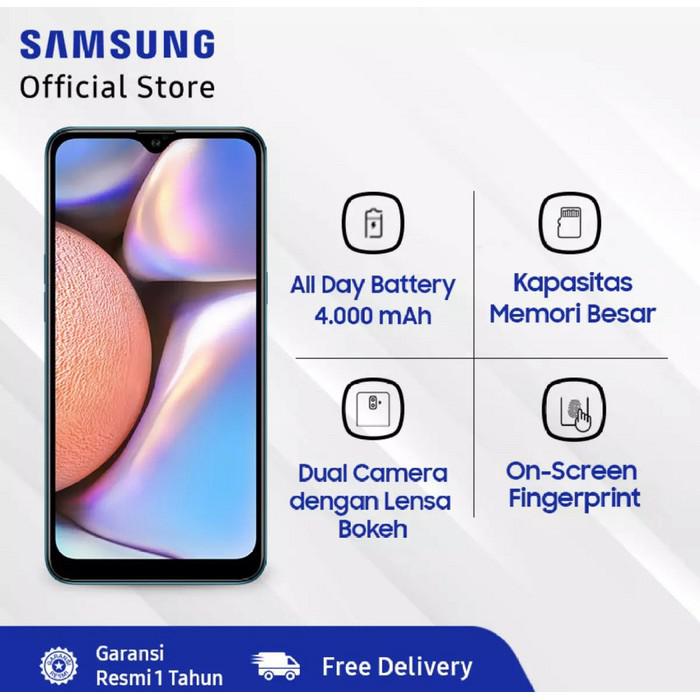 SAMSUNG
Official Store
All Day Battery
4.000 mAh
Kapasitas
Memori Besar
Dual Camera
dengan Lensa
Bokeh
On-Screen
Fingerprint
Garansi
Resmi 1 Tahun
Free Delivery